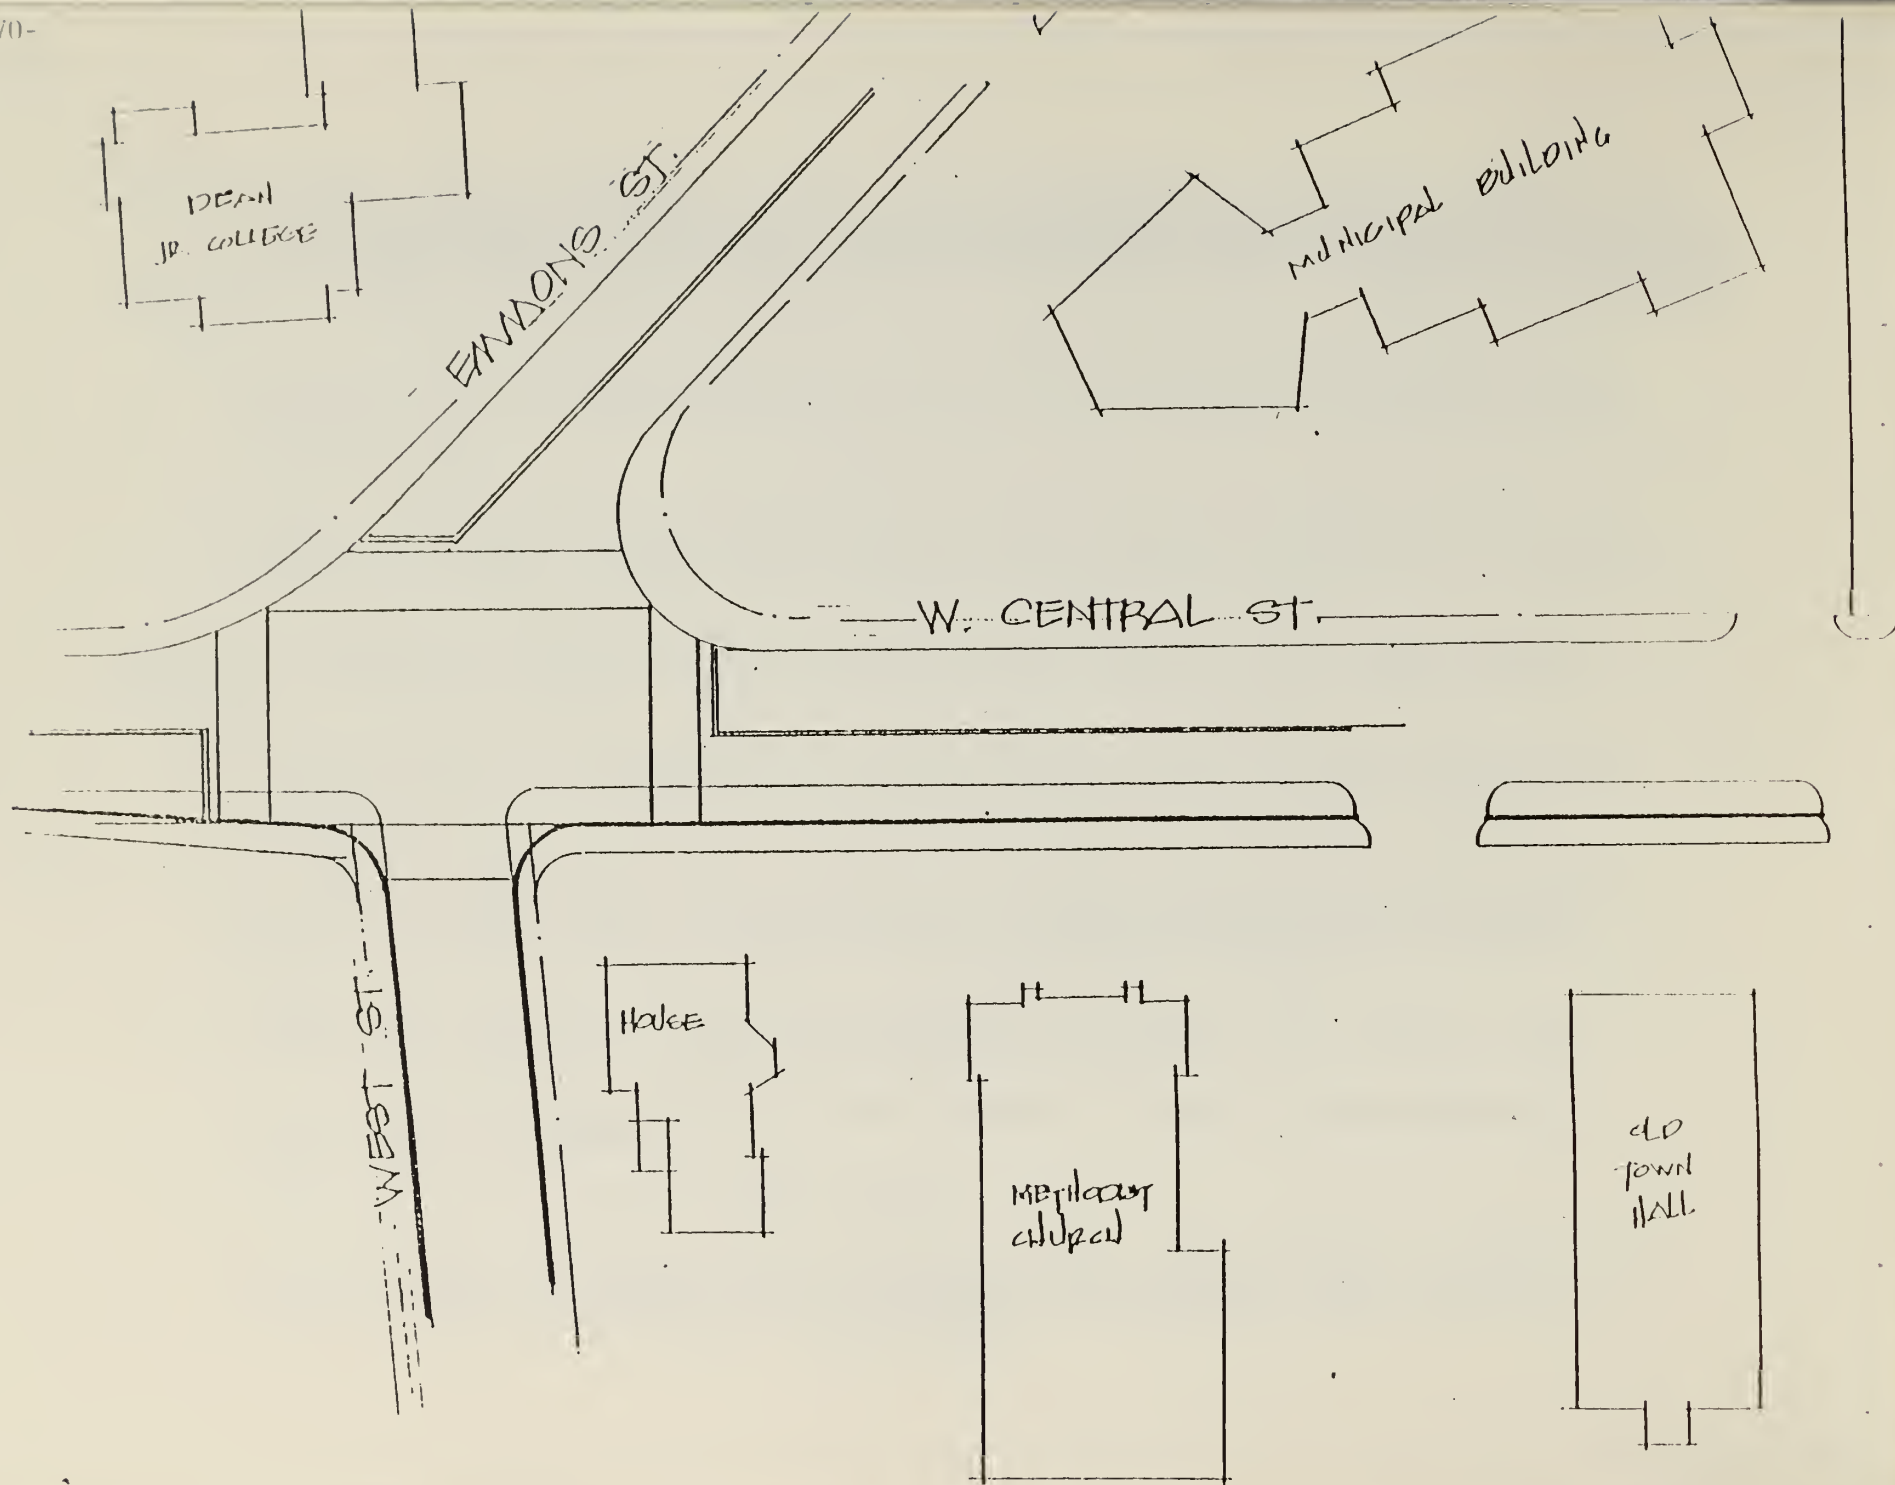 DEAN
JR. COLLEGE
EMMONS ST.
MUNICIPAL BUILDING
W. CENTRAL ST.
WEST ST.
HOUSE
METHODIST
CHURCH
OLD
TOWN
HALL